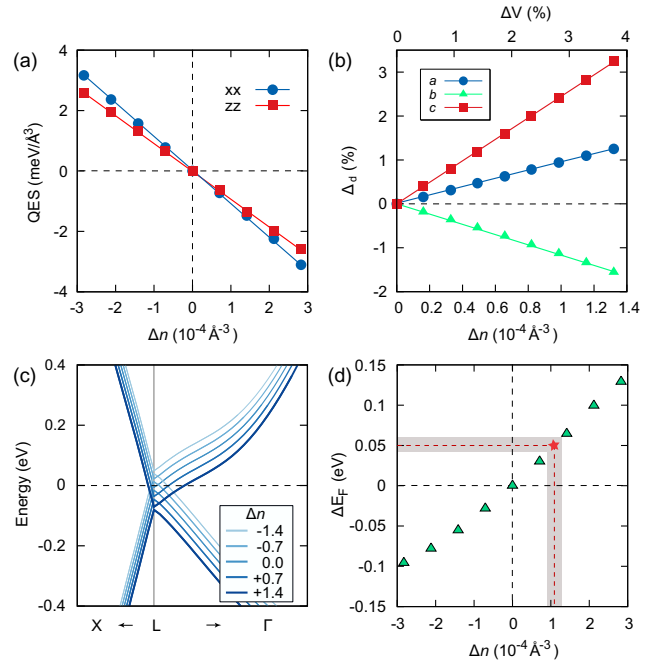 (a)
QES (meV/Å³)
4
2
0
-2
-4
xx
zz
-3 -2 -1 0 1 2 3
Δn (10⁻⁴ Å⁻³)
(b)
ΔV (%)
0 1 2 3 4
Δd (%)
4
3
2
1
0
-1
-2
a
b
c
0 0.2 0.4 0.6 0.8 1 1.2 1.4
Δn (10⁻⁴ Å⁻³)
(c)
Energy (eV)
0.4
0.2
0
-0.2
-0.4
Δn
-1.4
-0.7
0.0
+0.7
+1.4
X ← L → Γ
(d)
ΔE_F (eV)
0.15
0.1
0.05
0
-0.05
-0.1
-0.15
-3 -2 -1 0 1 2 3
Δn (10⁻⁴ Å⁻³)